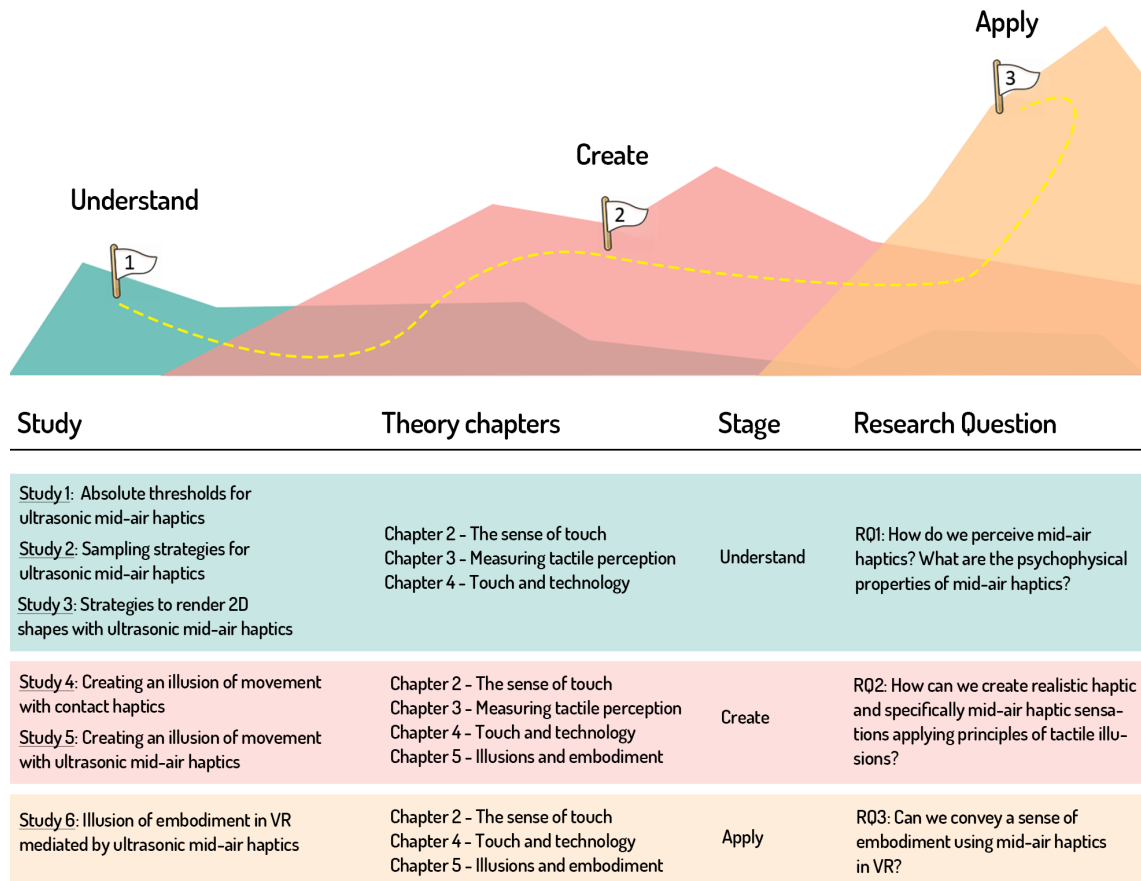 Apply
3
Create
2
Understand
1
Study
Theory chapters
Stage
Research Question
Study 1: Absolute thresholds for
ultrasonic mid-air haptics
Study 2: Sampling strategies for
ultrasonic mid-air haptics
Study 3: Strategies to render 2D
shapes with ultrasonic mid-air haptics
Chapter 2 - The sense of touch
Chapter 3 - Measuring tactile perception
Chapter 4 - Touch and technology
Understand
RQ1: How do we perceive mid-air
haptics? What are the psychophysical
properties of mid-air haptics?
Study 4: Creating an illusion of movement
with contact haptics
Study 5: Creating an illusion of movement
with ultrasonic mid-air haptics
Chapter 2 - The sense of touch
Chapter 3 - Measuring tactile perception
Chapter 4 - Touch and technology
Chapter 5 - Illusions and embodiment
Create
RQ2: How can we create realistic haptic
and specifically mid-air haptic sensa-
tions applying principles of tactile illu-
sions?
Study 6: Illusion of embodiment in VR
mediated by ultrasonic mid-air haptics
Chapter 2 - The sense of touch
Chapter 4 - Touch and technology
Chapter 5 - Illusions and embodiment
Apply
RQ3: Can we convey a sense of
embodiment using mid-air haptics
in VR?